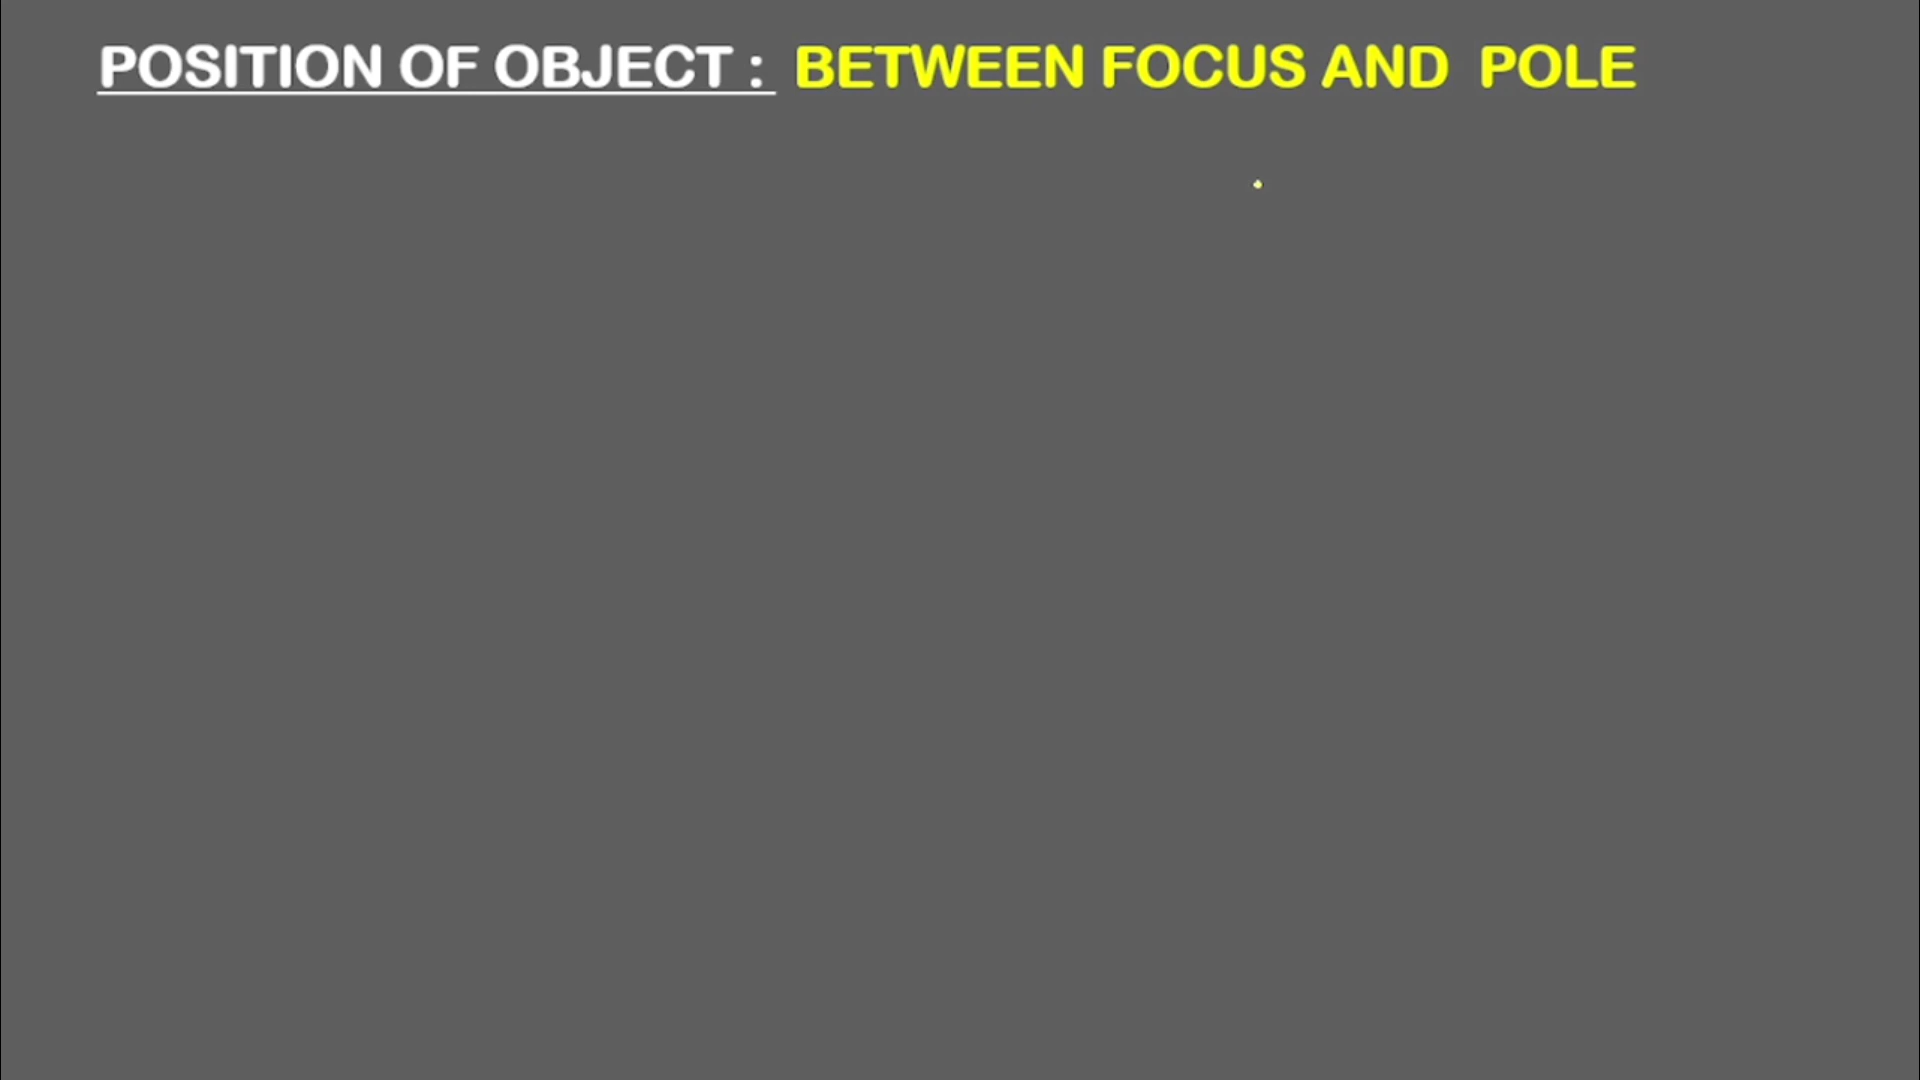 POSITION OF OBJECT : BETWEEN FOCUS AND POLE